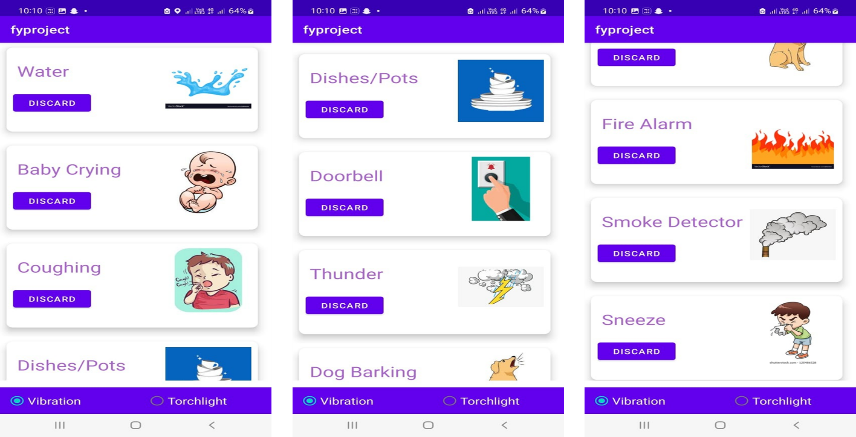 10:10
64%
fyproject
Water
DISCARD
Baby Crying
DISCARD
Coughing
DISCARD
Dishes/Pots
Vibration
Torchlight
10:10
64%
fyproject
Dishes/Pots
DISCARD
Doorbell
DISCARD
Thunder
DISCARD
Dog Barking
Vibration
Torchlight
10:10
64%
fyproject
DISCARD
Fire Alarm
DISCARD
Smoke Detector
DISCARD
Sneeze
DISCARD
Vibration
Torchlight